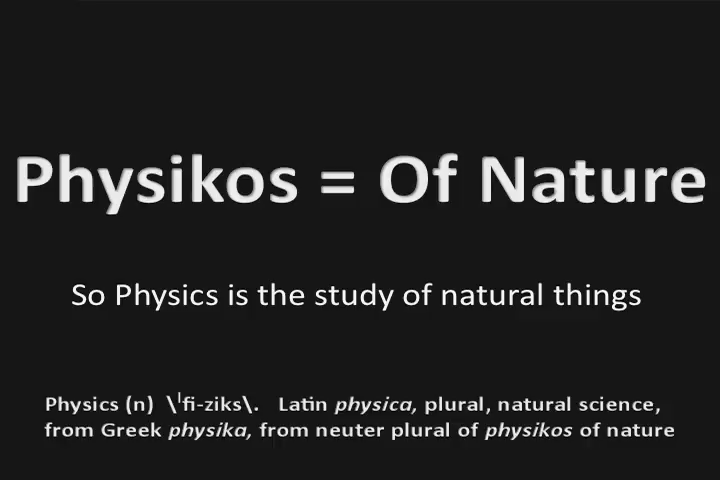 Physikos = Of Nature
So Physics is the study of natural things
Physics (n) \ˈfi-ziks\. Latin physica, plural, natural science,
from Greek physika, from neuter plural of physikos of nature